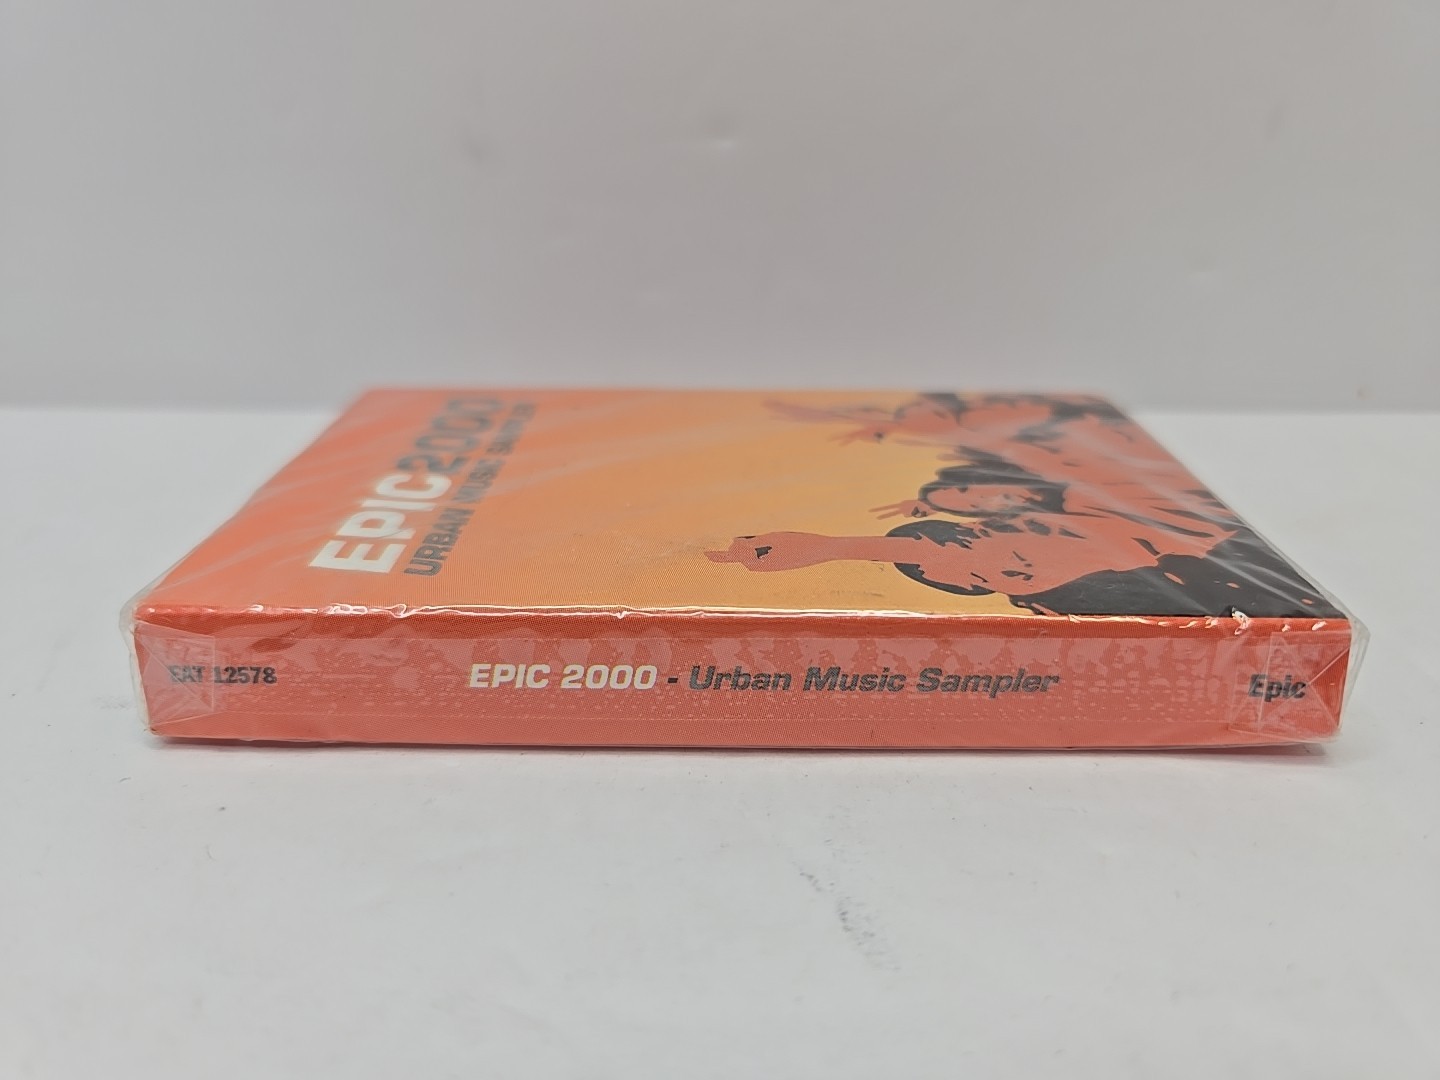 EPIC2000
URBAN MUSIC SAMPLER
EAT 12578
EPIC 2000 - Urban Music Sampler
Epic